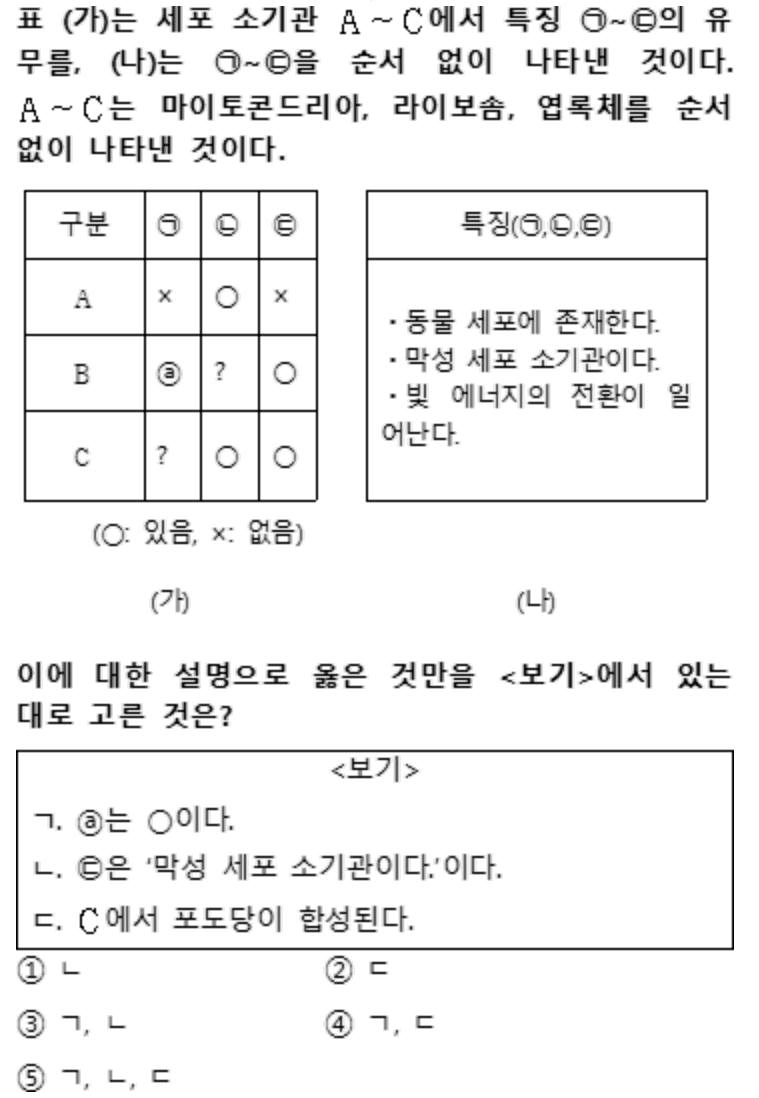 표 (가)는 세포 소기관 A ~ C에서 특징 ㉠~㉢의 유
무를, (나)는 ㉠~㉢을 순서 없이 나타낸 것이다.
A ~ C는 마이토콘드리아, 라이보솜, 엽록체를 순서
없이 나타낸 것이다.
구분 ㉠ ㉡ ㉢
A × ○ ×
B ⓐ ? ○
C ? ○ ○
(○: 있음, ×: 없음)
(가)
특징(㉠,㉡,㉢)
・동물 세포에 존재한다.
・막성 세포 소기관이다.
・빛 에너지의 전환이 일
어난다.
(나)
이에 대한 설명으로 옳은 것만을 <보기>에서 있는
대로 고른 것은?
<보기>
ㄱ. ⓐ는 ○이다.
ㄴ. ㉢은 ‘막성 세포 소기관이다.’이다.
ㄷ. C에서 포도당이 합성된다.
① ㄴ ② ㄷ
③ ㄱ, ㄴ ④ ㄱ, ㄷ
⑤ ㄱ, ㄴ, ㄷ